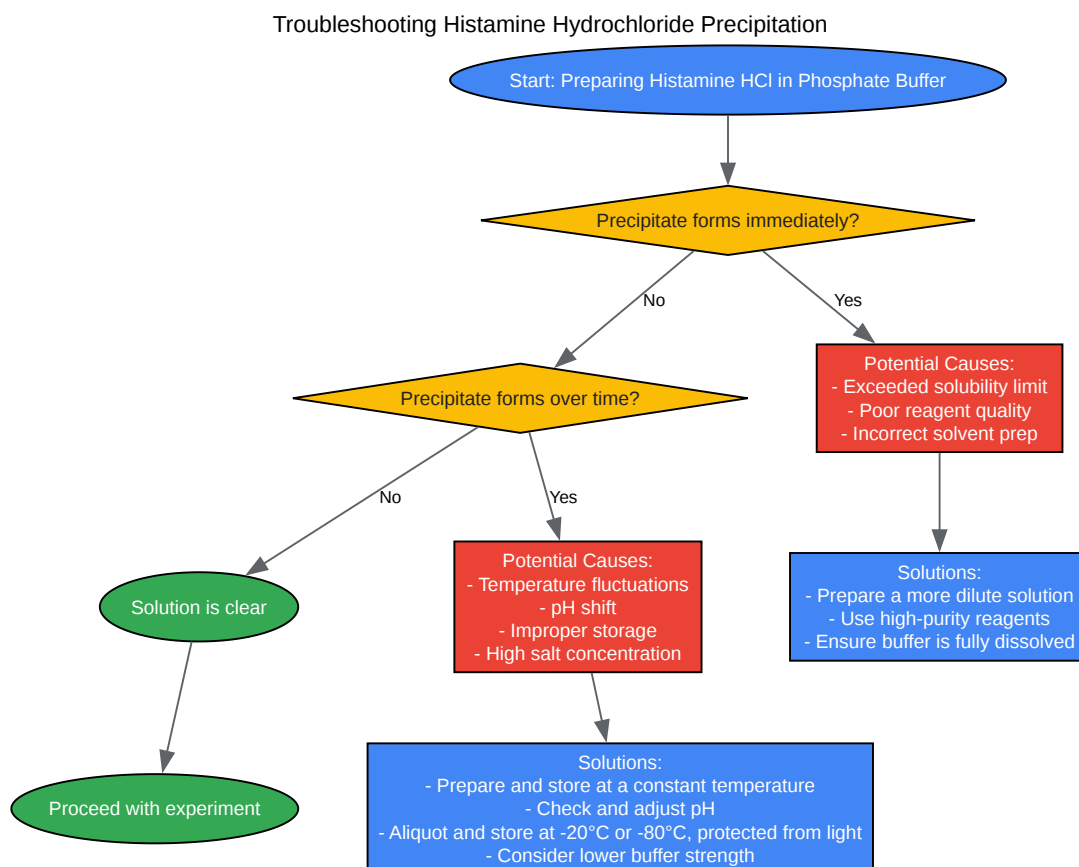 Troubleshooting Histamine Hydrochloride Precipitation
Start: Preparing Histamine HCl in Phosphate Buffer
Precipitate forms immediately?
No
Yes
Potential Causes:
- Exceeded solubility limit
- Poor reagent quality
- Incorrect solvent prep
Precipitate forms over time?
No
Yes
Potential Causes:
- Temperature fluctuations
- pH shift
- Improper storage
- High salt concentration
Solutions:
- Prepare a more dilute solution
- Use high-purity reagents
- Ensure buffer is fully dissolved
Solution is clear
Proceed with experiment
Solutions:
- Prepare and store at a constant temperature
- Check and adjust pH
- Aliquot and store at -20°C or -80°C, protected from light
- Consider lower buffer strength